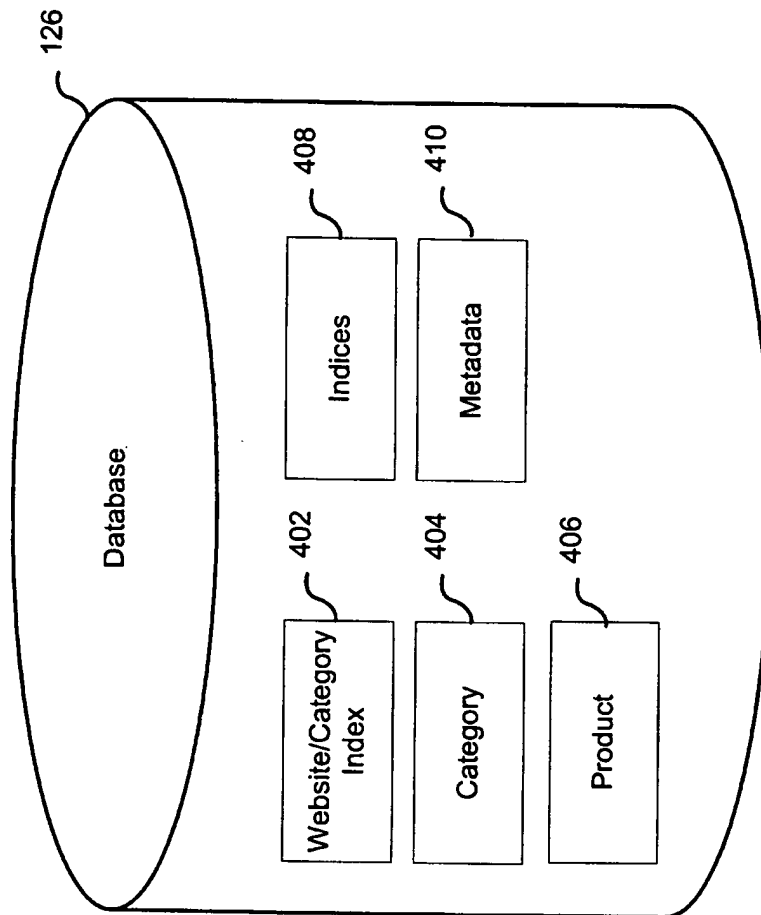 126
Database
Website/Category
Index
402
Indices
408
Category
404
Metadata
410
Product
406